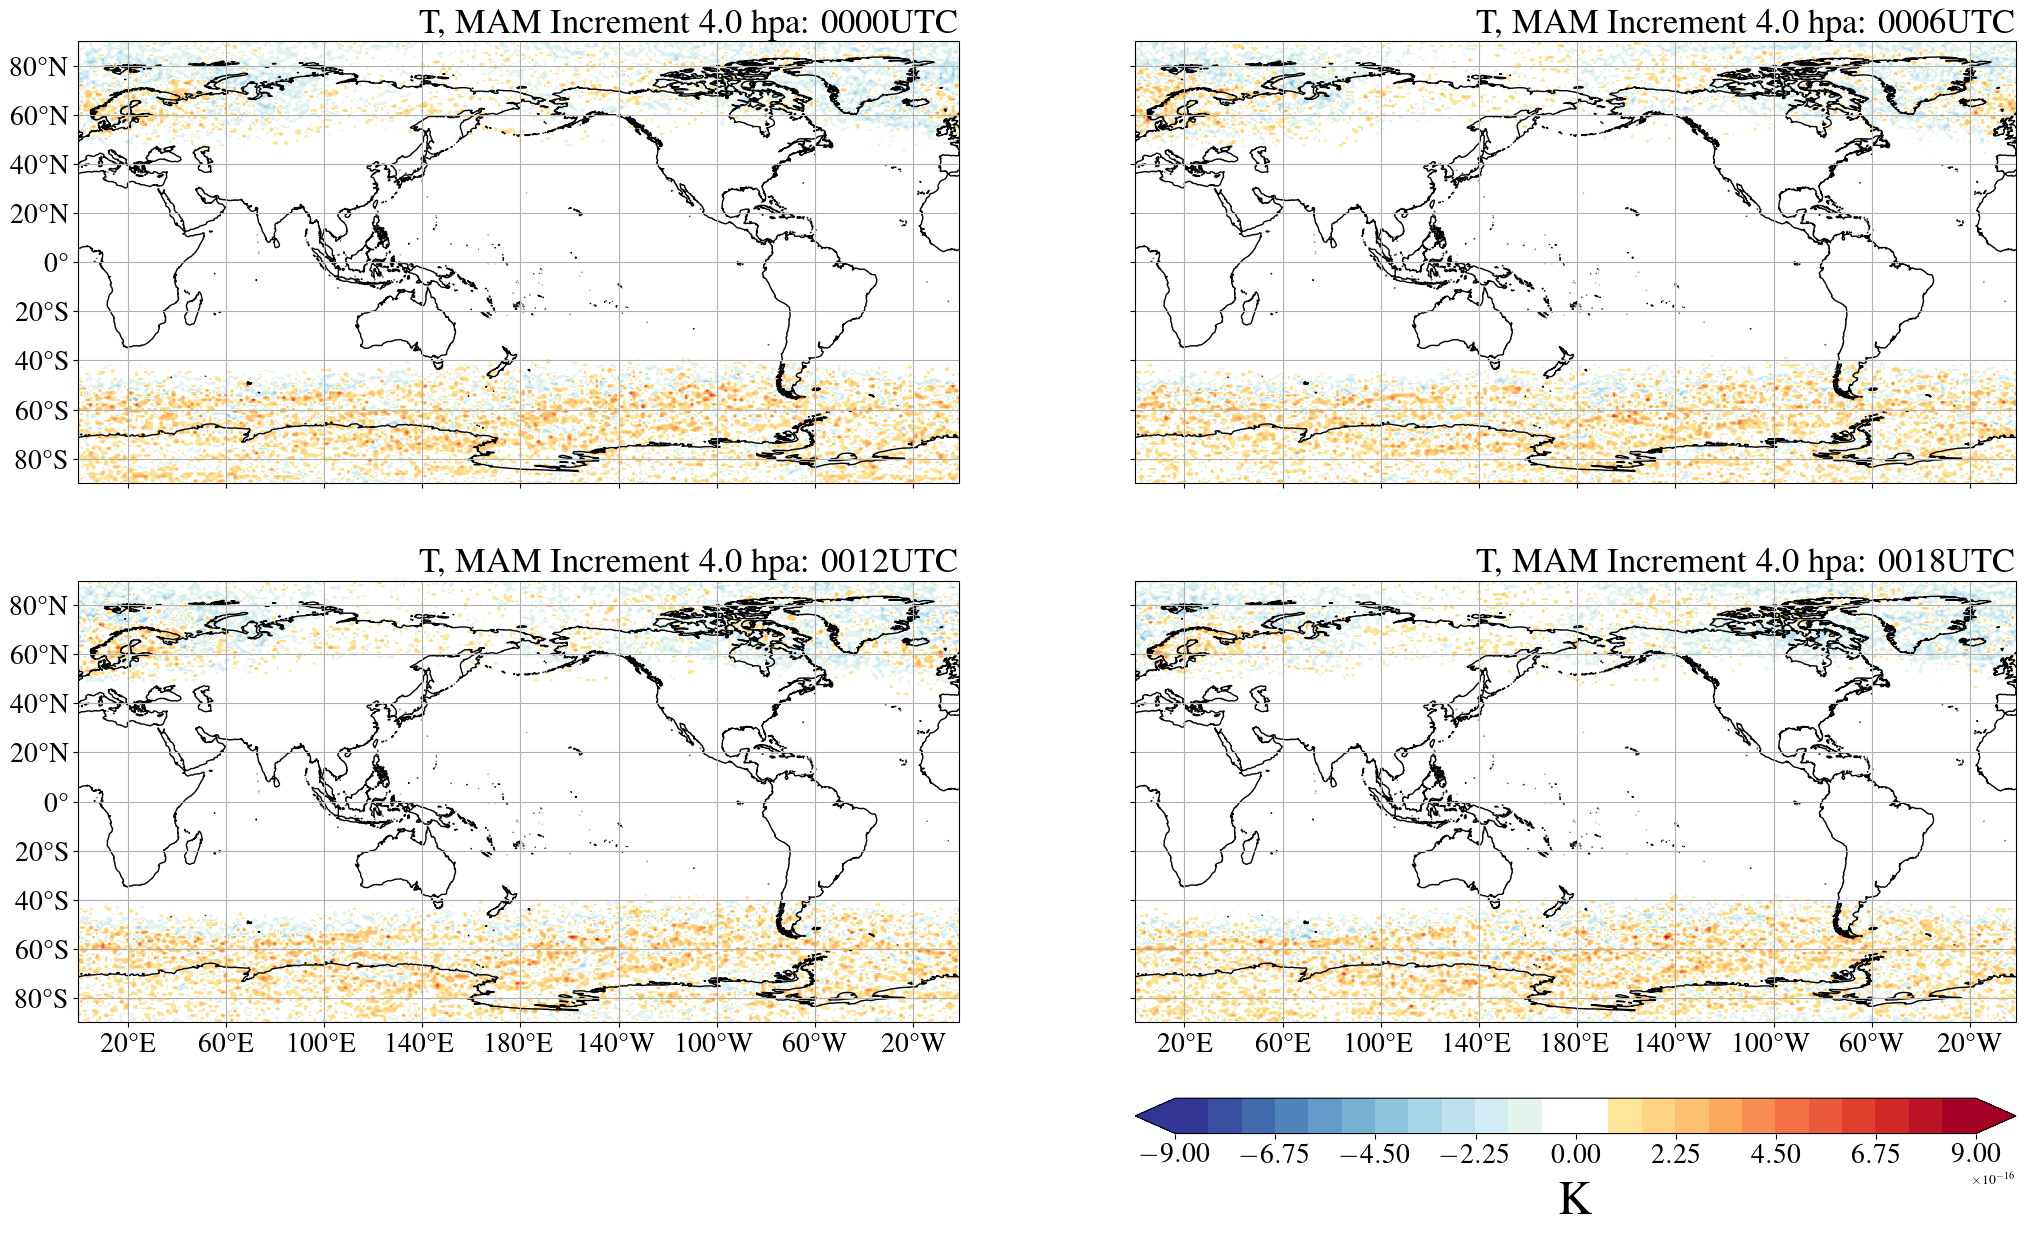 T, MAM Increment 4.0 hpa: 0000UTC
80°N
60°N
40°N
20°N
0°
20°S
40°S
60°S
80°S
T, MAM Increment 4.0 hpa: 0006UTC
T, MAM Increment 4.0 hpa: 0012UTC
80°N
60°N
40°N
20°N
0°
20°S
40°S
60°S
80°S
20°E 60°E 100°E 140°E 180°E 140°W 100°W 60°W 20°W
T, MAM Increment 4.0 hpa: 0018UTC
20°E 60°E 100°E 140°E 180°E 140°W 100°W 60°W 20°W
−9.00 −6.75 −4.50 −2.25 0.00 2.25 4.50 6.75 9.00
×10⁻¹⁶
K